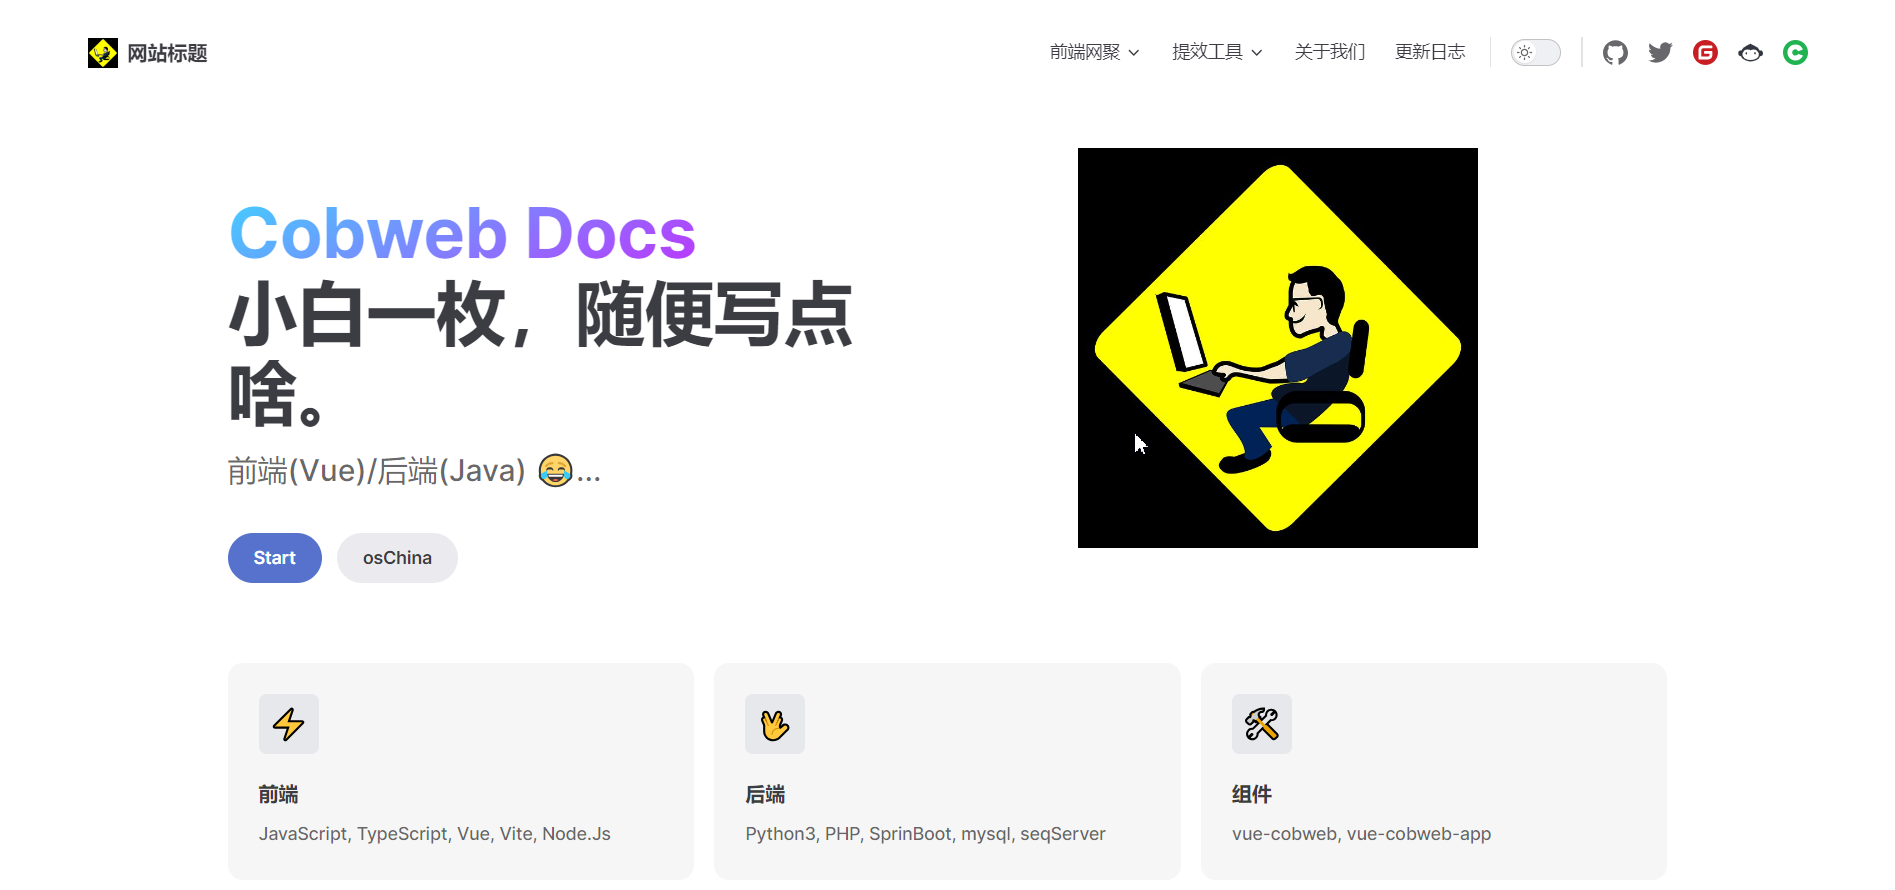 网站标题
前端网聚
提效工具
关于我们
更新日志
Cobweb Docs
小白一枚，随便写点
啥。
前端(Vue)/后端(Java) 😂...
Start
osChina
前端
JavaScript, TypeScript, Vue, Vite, Node.Js
后端
Python3, PHP, SprinBoot, mysql, seqServer
组件
vue-cobweb, vue-cobweb-app